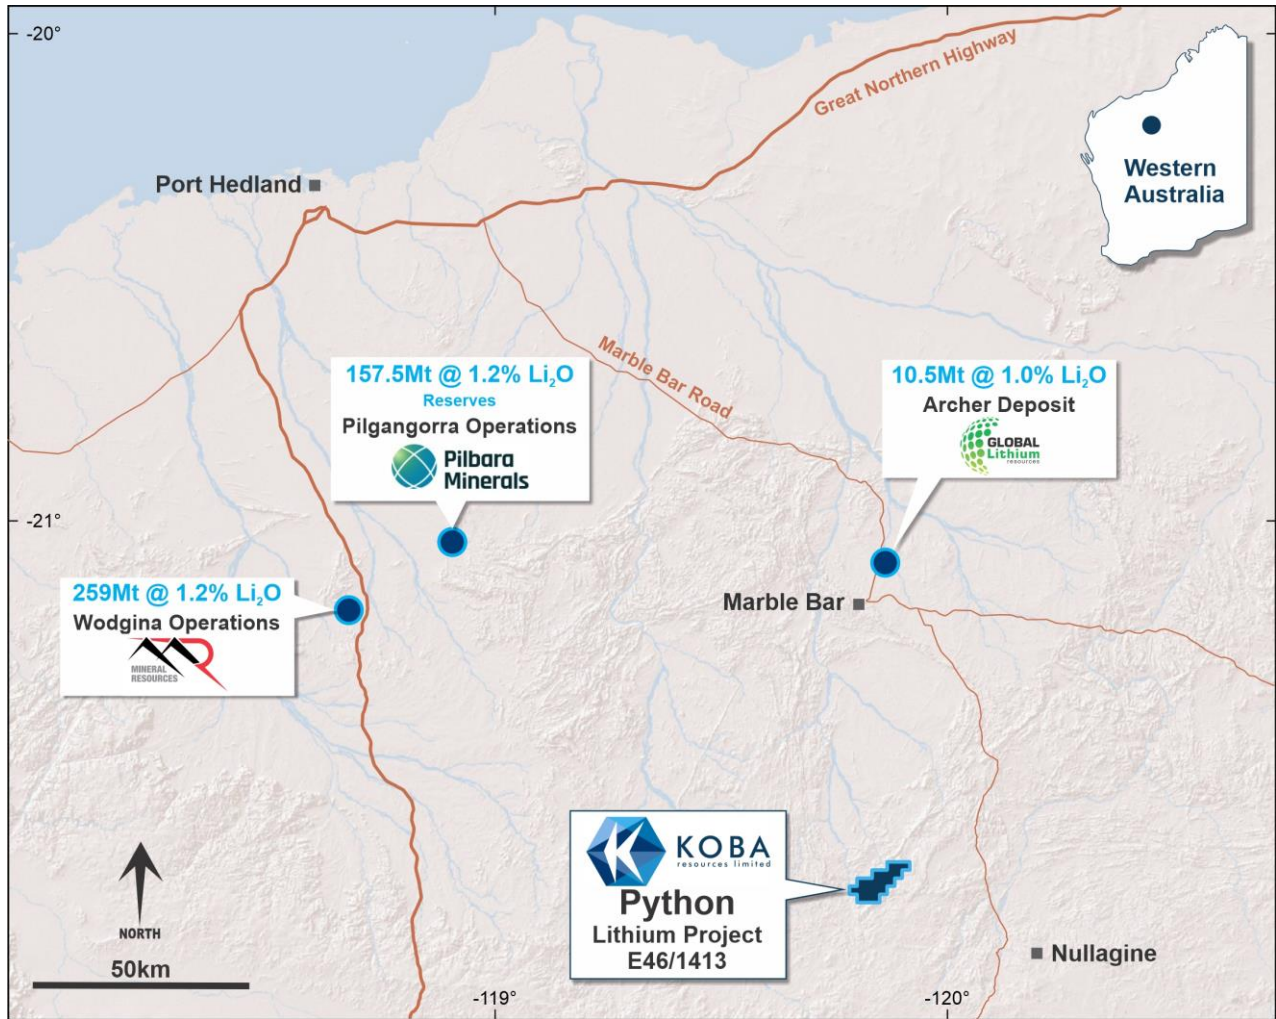 -20°
Great Northern Highway
Western
Australia
Port Hedland
Marble Bar Road
157.5Mt @ 1.2% Li₂O
Reserves
Pilgangorra Operations
Pilbara
Minerals
10.5Mt @ 1.0% Li₂O
Archer Deposit
GLOBAL
Lithium
resources
-21°
259Mt @ 1.2% Li₂O
Wodgina Operations
MINERAL
RESOURCES
Marble Bar
KOBA
resources limited
Python
Lithium Project
E46/1413
NORTH
50km
Nullagine
-119°
-120°